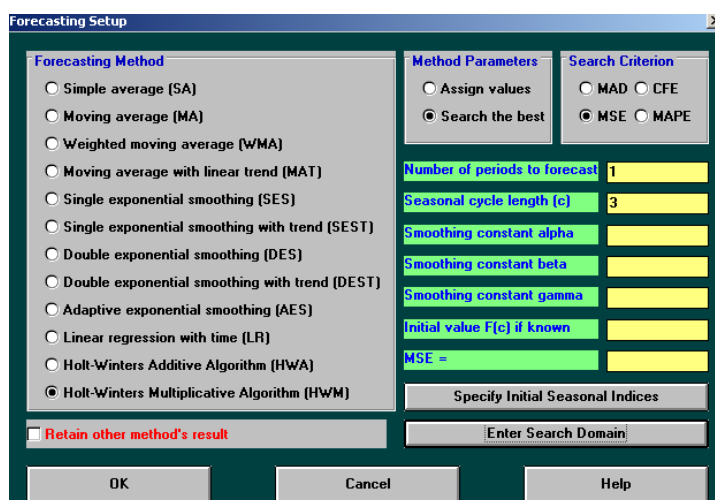 Forecasting Setup
Forecasting Method
Simple average (SA)
Moving average (MA)
Weighted moving average (WMA)
Moving average with linear trend (MAT)
Single exponential smoothing (SES)
Single exponential smoothing with trend (SEST)
Double exponential smoothing (DES)
Double exponential smoothing with trend (DEST)
Adaptive exponential smoothing (AES)
Linear regression with time (LR)
Holt-Winters Additive Algorithm (HWA)
Holt-Winters Multiplicative Algorithm (HWM)
Retain other method's result
Method Parameters
Assign values
Search the best
Search Criterion
MAD CFE
MSE MAPE
Number of periods to forecast 1
Seasonal cycle length (c) 3
Smoothing constant alpha
Smoothing constant beta
Smoothing constant gamma
Initial value F(c) if known
MSE =
Specify Initial Seasonal Indices
Enter Search Domain
OK Cancel Help